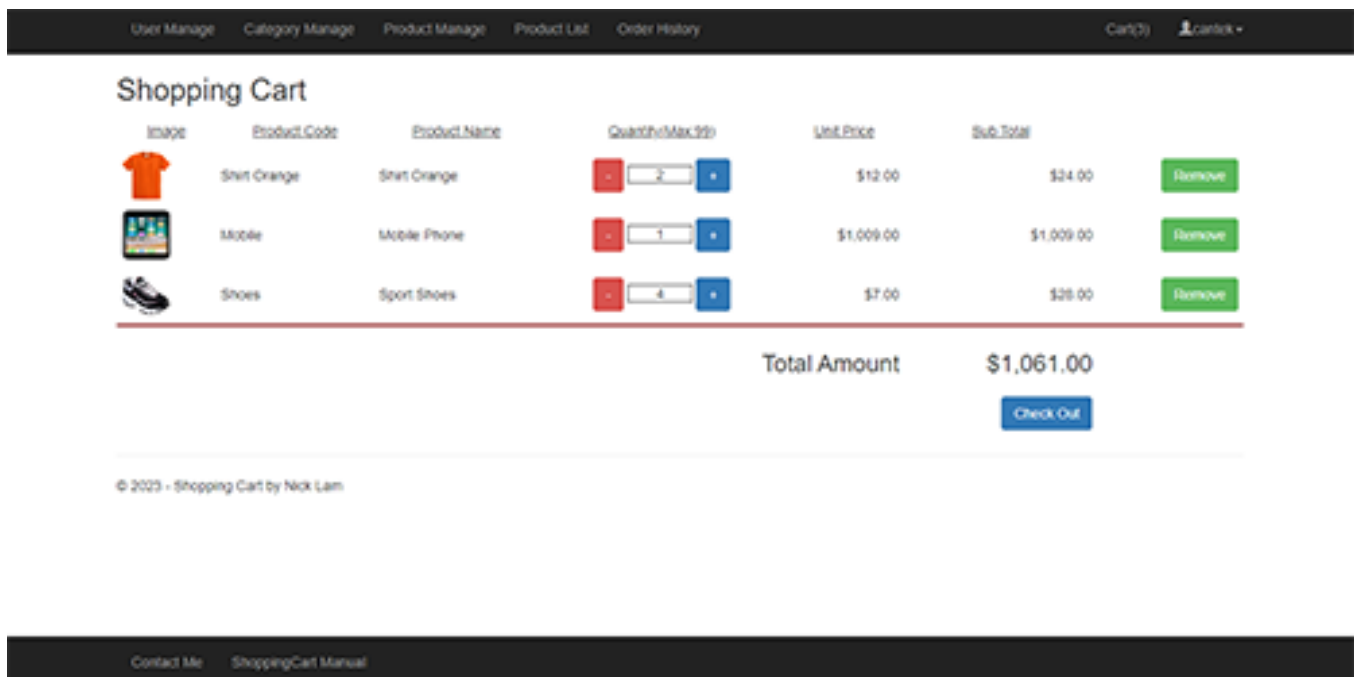 User Manage Category Manage Product Manage Product List Order History Cart(3) cantek
Shopping Cart
Image Product Code Product Name Quantity(Max:99) Unit Price Sub Total
Shirt Orange Shirt Orange - 2 + $12.00 $24.00 Remove
Mobile Mobile Phone - 1 + $1,009.00 $1,009.00 Remove
Shoes Sport Shoes - 4 + $7.00 $28.00 Remove
Total Amount $1,061.00
Check Out
© 2023 - Shopping Cart by Nick Lam
Contact Me ShoppingCart Manual